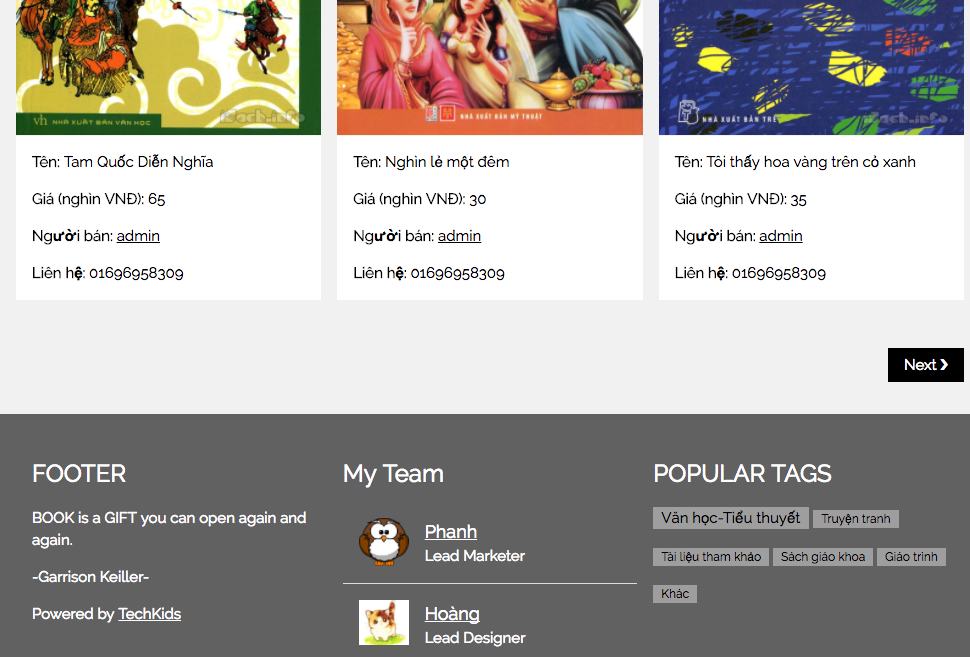 vh NHÀ XUẤT BẢN VĂN HỌC
NHÀ XUẤT BẢN MỸ THUẬT
NHÀ XUẤT BẢN TRẺ
Tên: Tam Quốc Diễn Nghĩa
Giá (nghìn VNĐ): 65
Người bán: admin
Liên hệ: 01696958309
Tên: Nghìn lẻ một đêm
Giá (nghìn VNĐ): 30
Người bán: admin
Liên hệ: 01696958309
Tên: Tôi thấy hoa vàng trên cỏ xanh
Giá (nghìn VNĐ): 35
Người bán: admin
Liên hệ: 01696958309
Next ❯
FOOTER
BOOK is a GIFT you can open again and
again.
-Garrison Keiller-
Powered by TechKids
My Team
Phanh
Lead Marketer
Hoàng
Lead Designer
POPULAR TAGS
Văn học-Tiểu thuyết Truyện tranh
Tài liệu tham khảo Sách giáo khoa Giáo trình
Khác